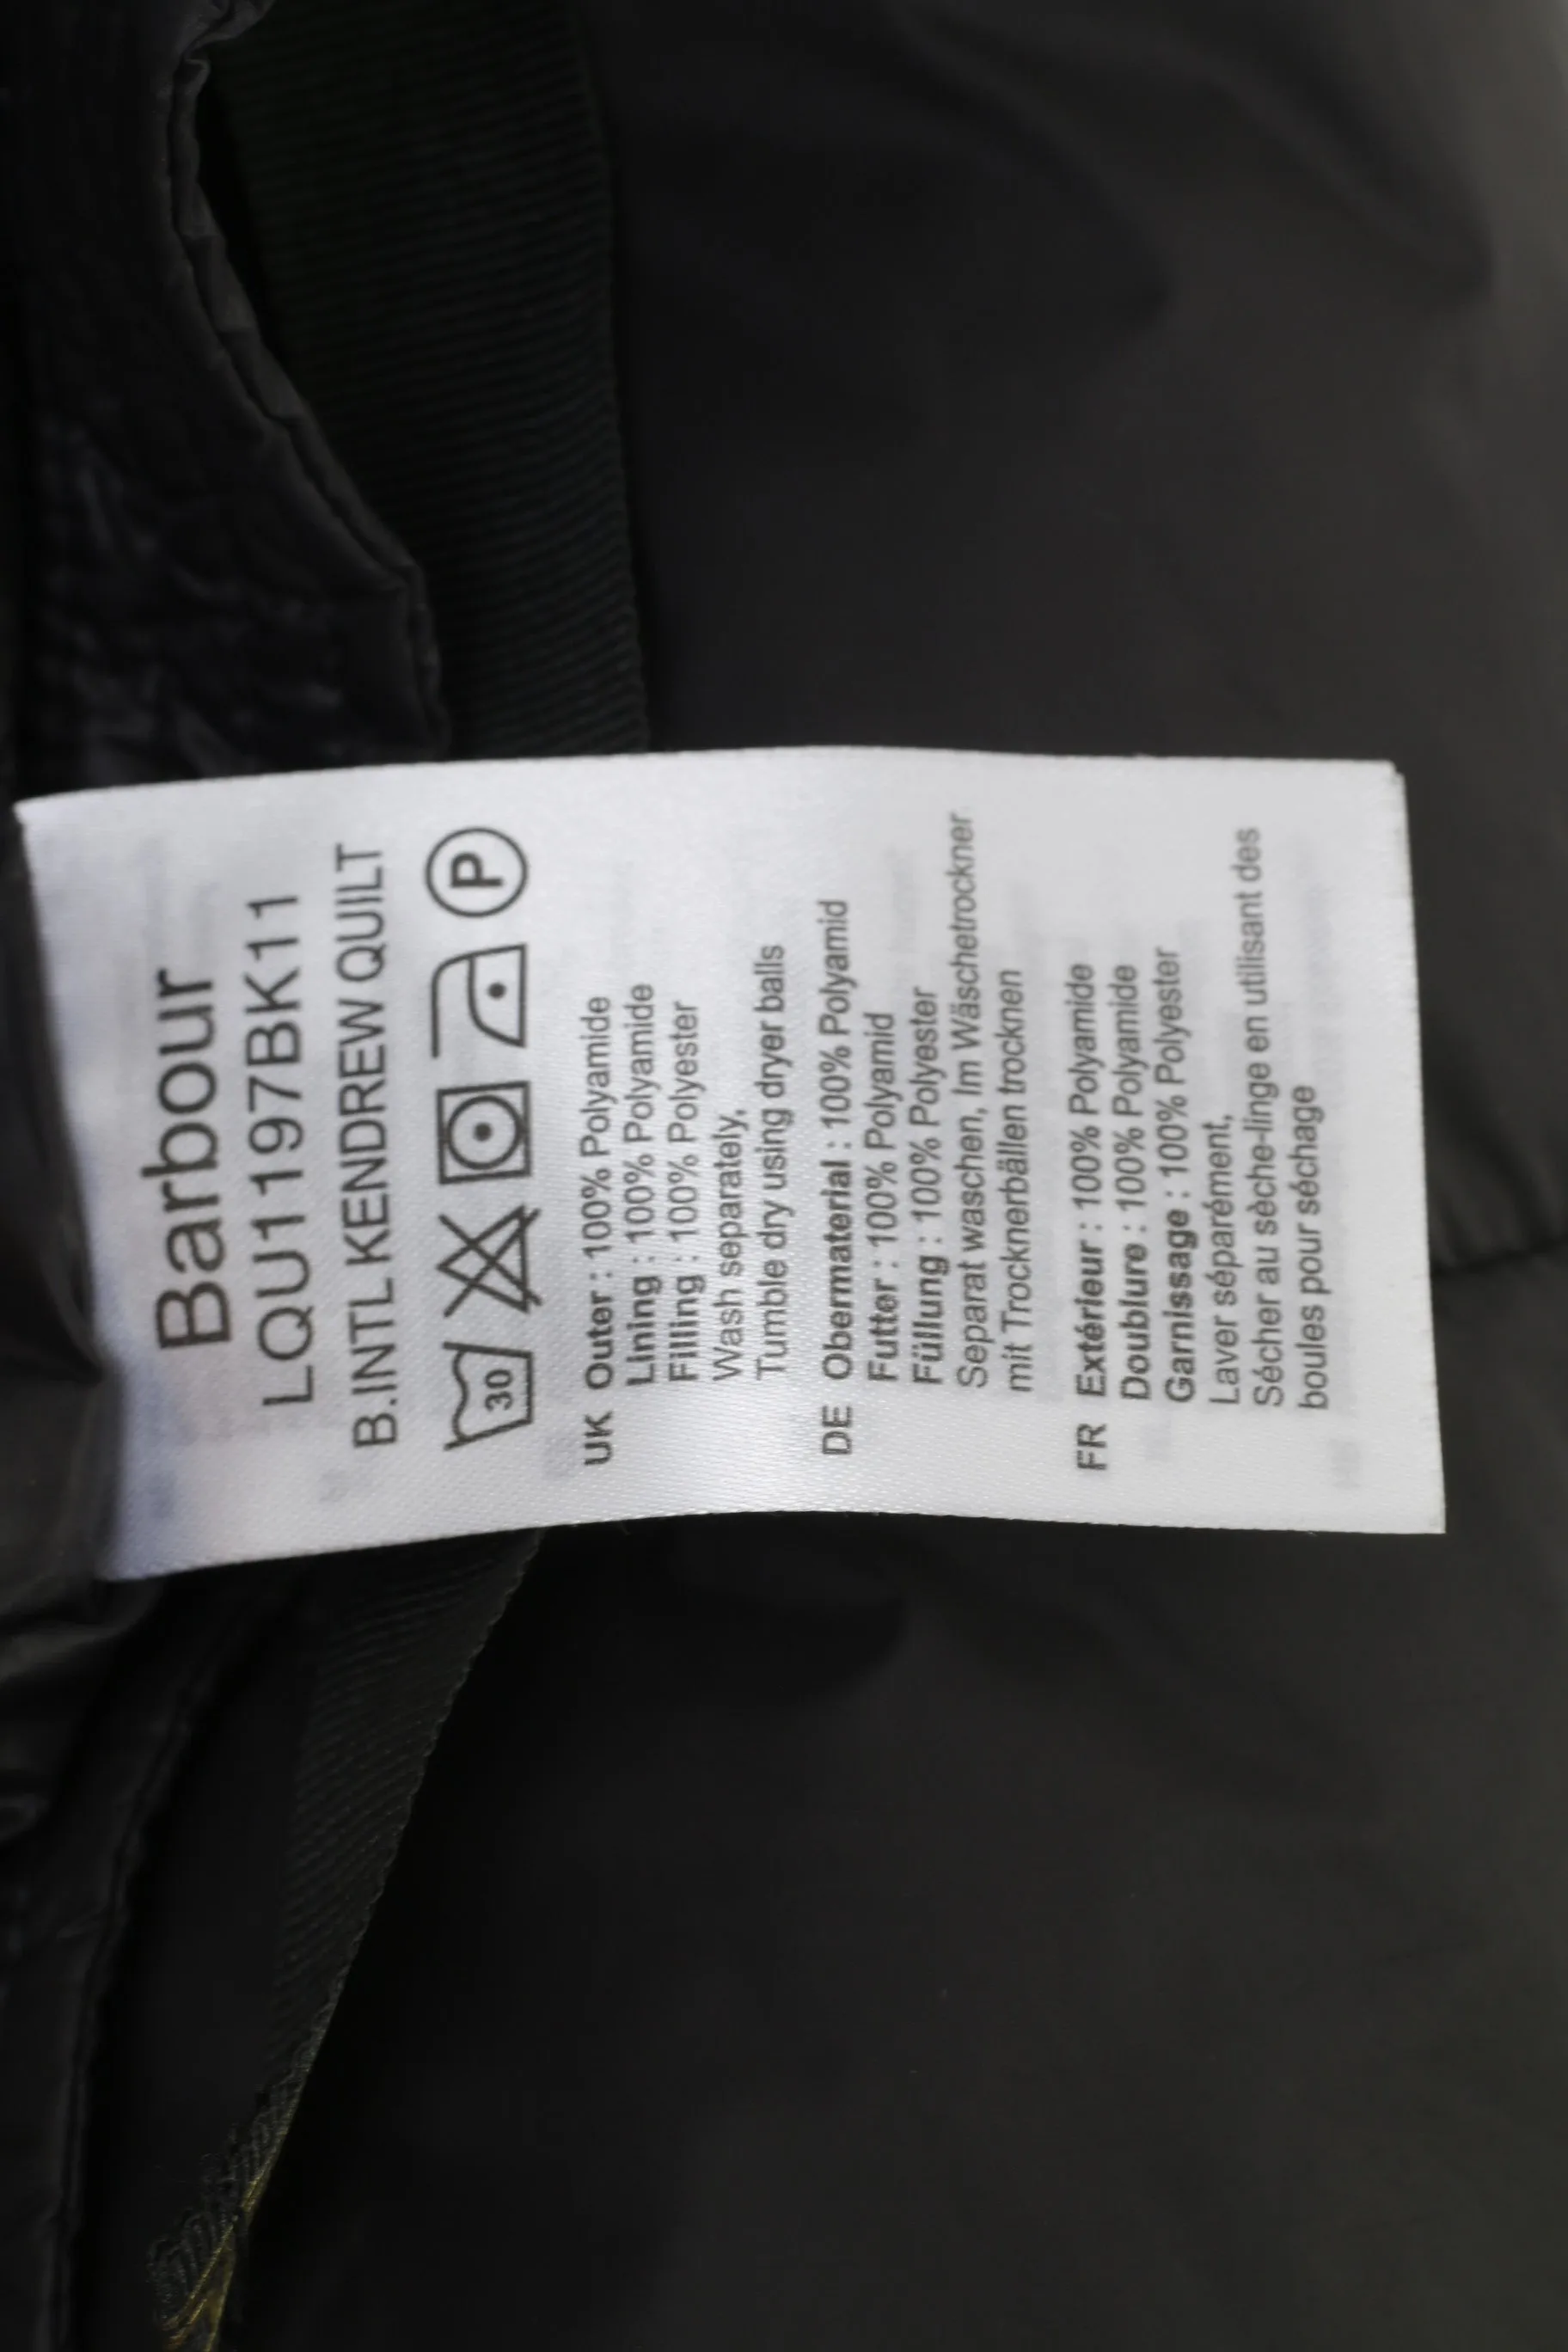 Barbour
LQU1197BK11
B.INTL KENDREW QUILT
30 P
UK Outer : 100% Polyamide
Lining : 100% Polyamide
Filling : 100% Polyester
Wash separately,
Tumble dry using dryer balls
DE Obermaterial : 100% Polyamid
Futter : 100% Polyamid
Füllung : 100% Polyester
Separat waschen, Im Wäschetrockner
mit Trocknerbällen trocknen
FR Extérieur : 100% Polyamide
Doublure : 100% Polyamide
Garnissage : 100% Polyester
Laver séparément,
Sécher au sèche-linge en utilisant des
boules pour séchage